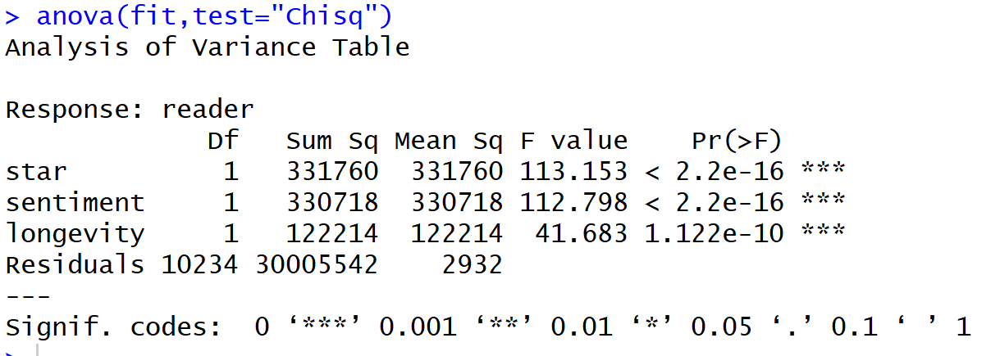 > anova(fit,test="Chisq")
Analysis of Variance Table

Response: reader
             Df   Sum Sq Mean Sq F value    Pr(>F)
star          1   331760  331760 113.153 < 2.2e-16 ***
sentiment     1   330718  330718 112.798 < 2.2e-16 ***
longevity     1   122214  122214  41.683 1.122e-10 ***
Residuals 10234 30005542    2932
---
Signif. codes:  0 ‘***’ 0.001 ‘**’ 0.01 ‘*’ 0.05 ‘.’ 0.1 ‘ ’ 1
>